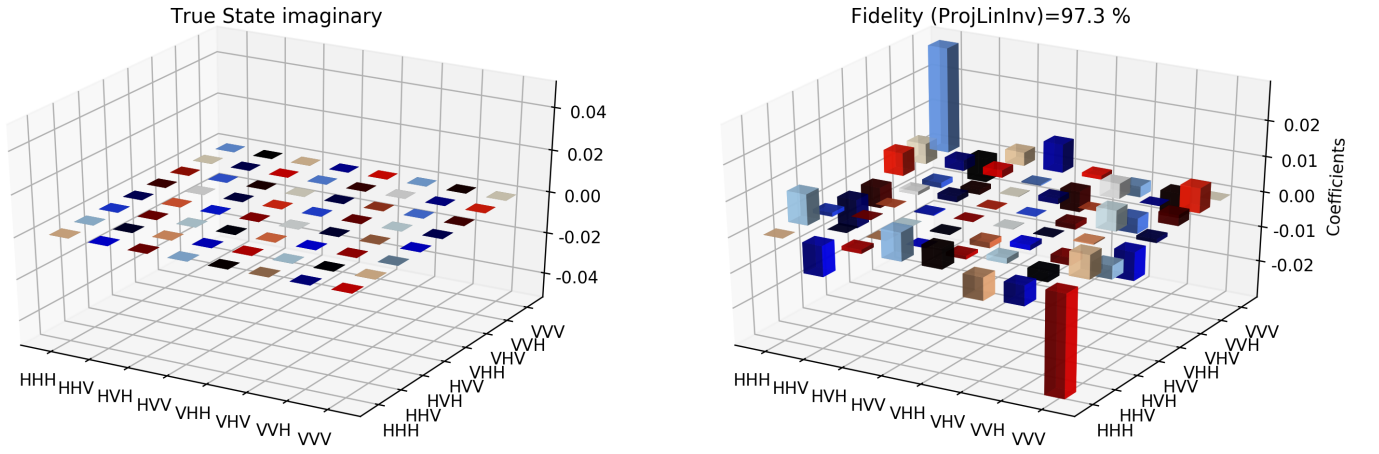 True State imaginary
0.04
0.02
0.00
-0.02
-0.04
HHH
HHV
HVH
HVV
VHH
VHV
VVH
VVV
HHH
HHV
HVH
HVV
VHH
VHV
VVH
VVV
Fidelity (ProjLinInv)=97.3 %
0.02
0.01
0.00
-0.01
-0.02
Coefficients
HHH
HHV
HVH
HVV
VHH
VHV
VVH
VVV
HHH
HHV
HVH
HVV
VHH
VHV
VVH
VVV